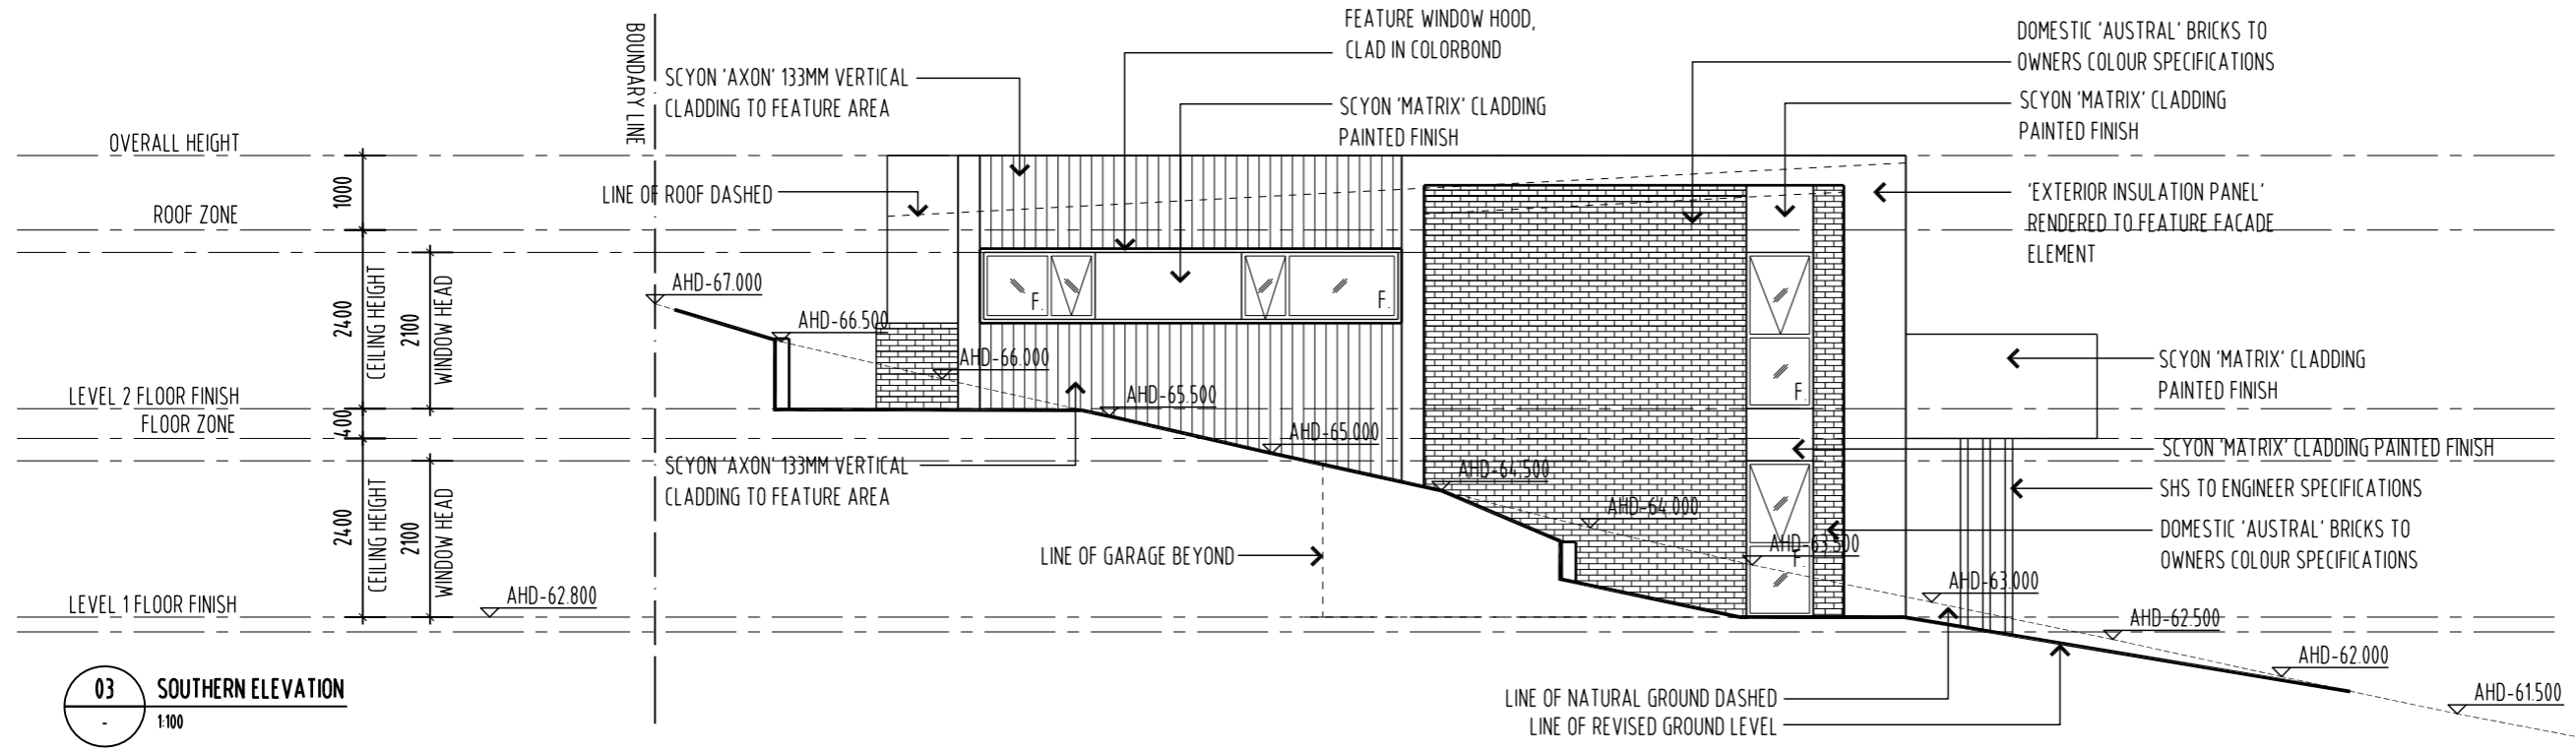 BOUNDARY LINE
SCYON 'AXON' 133MM VERTICAL
CLADDING TO FEATURE AREA
FEATURE WINDOW HOOD,
CLAD IN COLORBOND
SCYON 'MATRIX' CLADDING
PAINTED FINISH
DOMESTIC 'AUSTRAL' BRICKS TO
OWNERS COLOUR SPECIFICATIONS
SCYON 'MATRIX' CLADDING
PAINTED FINISH
'EXTERIOR INSULATION PANEL'
RENDERED TO FEATURE FACADE
ELEMENT
OVERALL HEIGHT
1000
LINE OF ROOF DASHED
ROOF ZONE
2400
CEILING HEIGHT
2100
WINDOW HEAD
AHD-67.000
AHD-66.500
AHD-66.000
AHD-65.500
AHD-65.000
AHD-64.500
AHD-64.000
AHD-63.500
AHD-63.000
AHD-62.500
AHD-62.000
AHD-61.500
F.
F.
F.
F.
LEVEL 2 FLOOR FINISH
400
FLOOR ZONE
SCYON 'AXON' 133MM VERTICAL
CLADDING TO FEATURE AREA
2400
CEILING HEIGHT
2100
WINDOW HEAD
LINE OF GARAGE BEYOND
SCYON 'MATRIX' CLADDING
PAINTED FINISH
SCYON 'MATRIX' CLADDING PAINTED FINISH
SHS TO ENGINEER SPECIFICATIONS
DOMESTIC 'AUSTRAL' BRICKS TO
OWNERS COLOUR SPECIFICATIONS
LEVEL 1 FLOOR FINISH
AHD-62.800
03
-
SOUTHERN ELEVATION
1:100
LINE OF NATURAL GROUND DASHED
LINE OF REVISED GROUND LEVEL